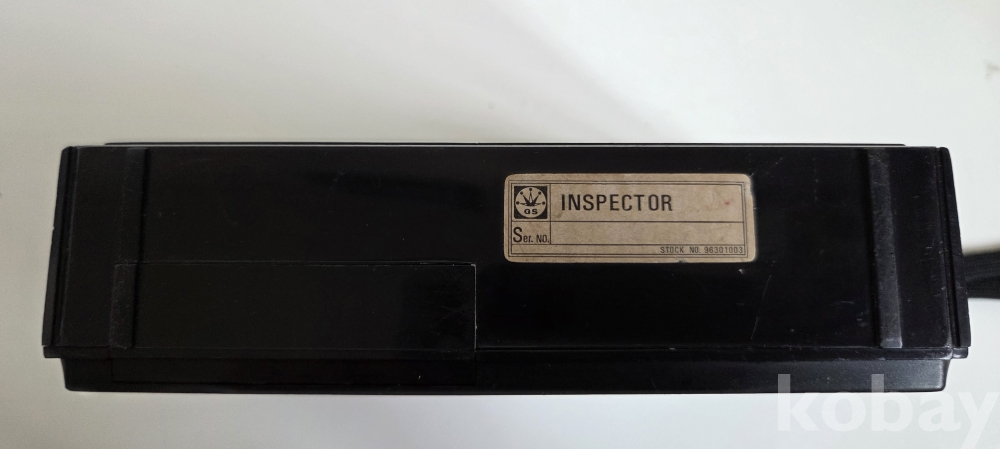 GS
INSPECTOR
Ser. NO.
STOCK NO 96301003
kobay